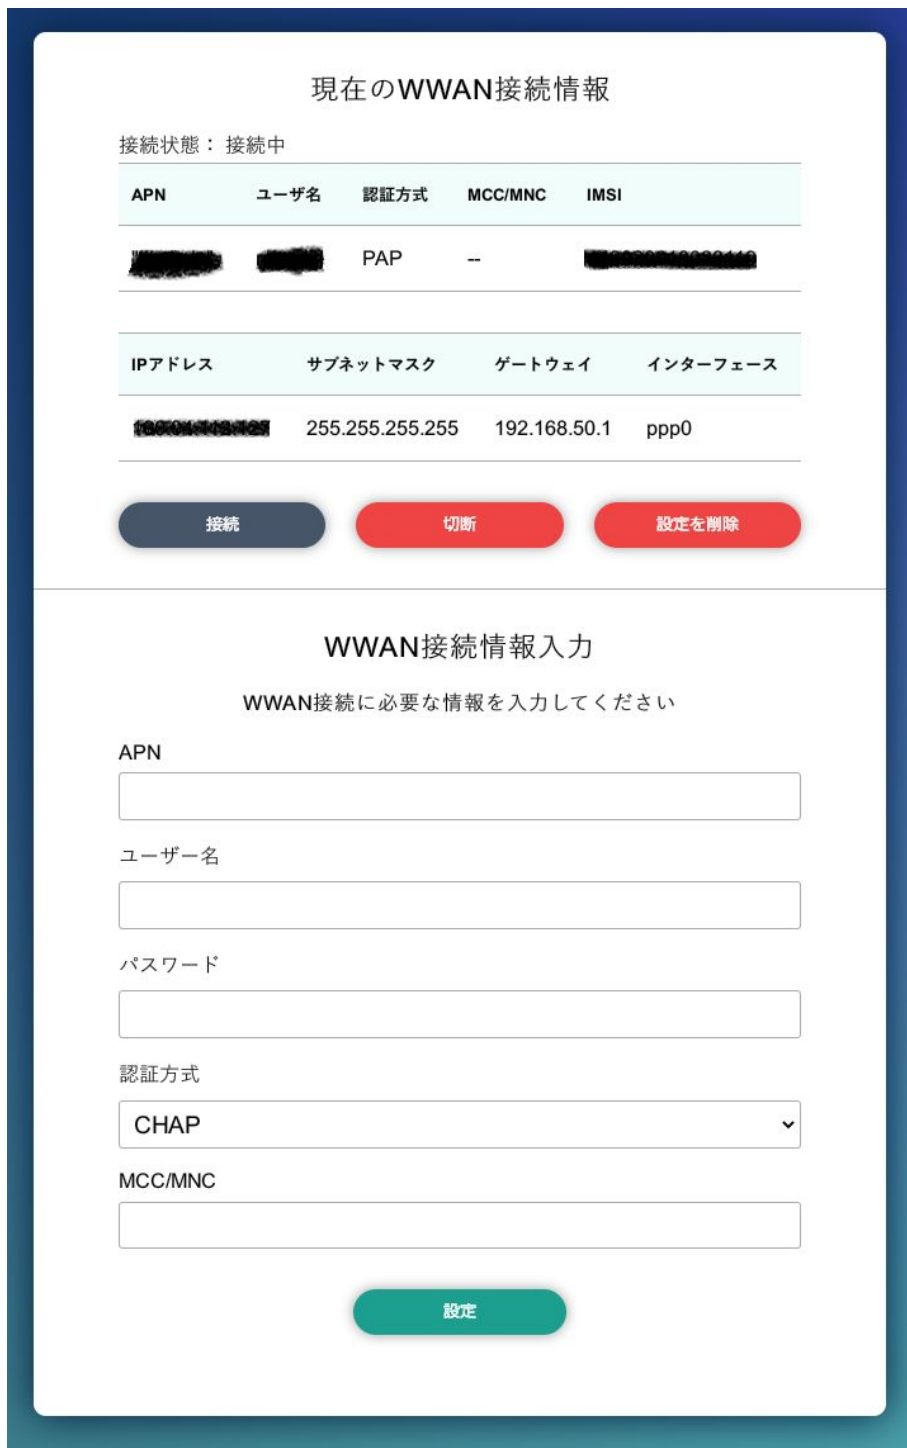 現在のWWAN接続情報
接続状態： 接続中
APN ユーザ名 認証方式 MCC/MNC IMSI
PAP --
IPアドレス サブネットマスク ゲートウェイ インターフェース
255.255.255.255 192.168.50.1 ppp0
接続 切断 設定を削除
WWAN接続情報入力
WWAN接続に必要な情報を入力してください
APN
ユーザー名
パスワード
認証方式
CHAP
MCC/MNC
設定